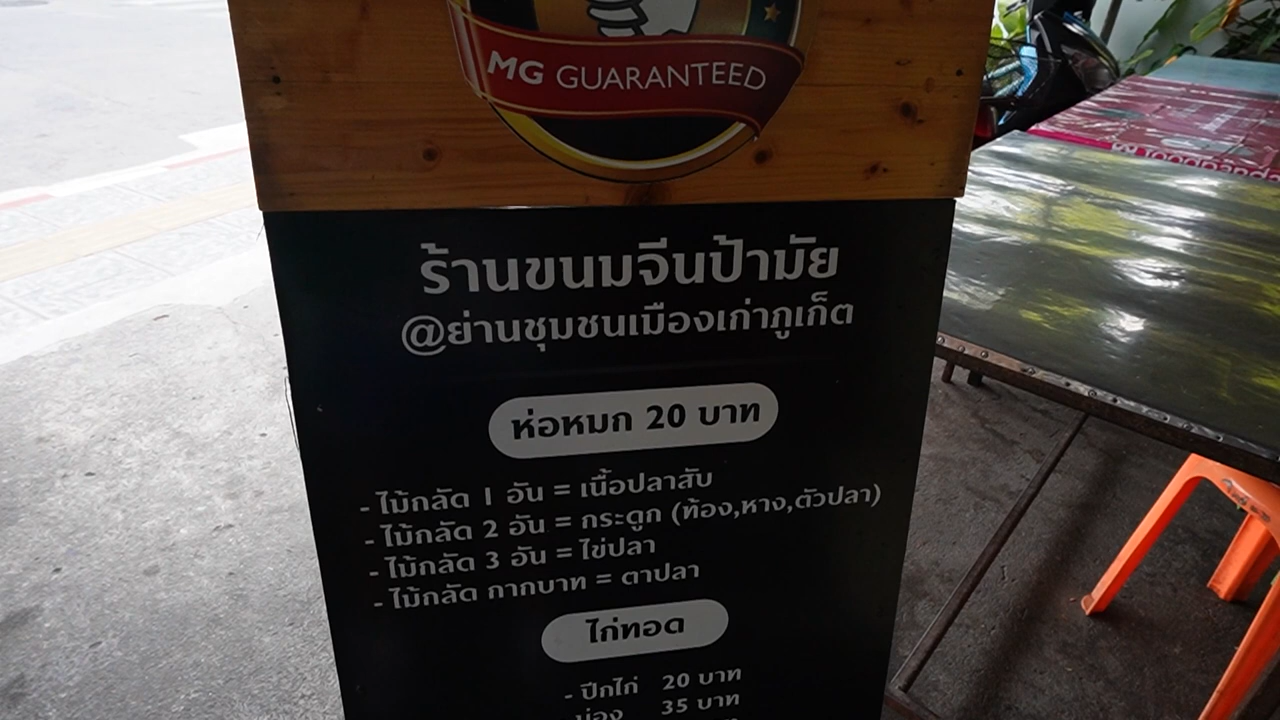 MG GUARANTEED
ร้านขนมจีนป้ามัย
@ย่านชุมชนเมืองเก่าภูเก็ต
ห่อหมก 20 บาท
- ไม้กลัด 1 อัน = เนื้อปลาสับ
- ไม้กลัด 2 อัน = กระดูก (ท้อง,หาง,ตัวปลา)
- ไม้กลัด 3 อัน = ไข่ปลา
- ไม้กลัด กากบาท = ตาปลา
ไก่ทอด
- ปีกไก่ 20 บาท
น่อง 35 บาท
foodpanda